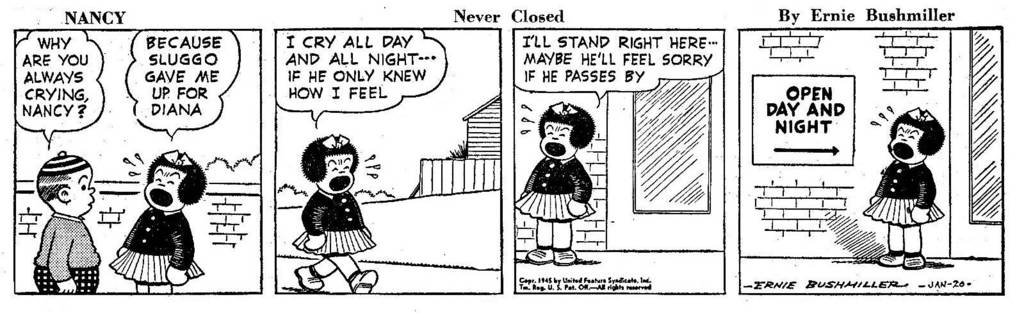 NANCY
Never Closed
By Ernie Bushmiller
WHY
ARE YOU
ALWAYS
CRYING,
NANCY?
BECAUSE
SLUGGO
GAVE ME
UP FOR
DIANA
I CRY ALL DAY
AND ALL NIGHT---
IF HE ONLY KNEW
HOW I FEEL
I'LL STAND RIGHT HERE---
MAYBE HE'LL FEEL SORRY
IF HE PASSES BY
Copr. 1945 by United Feature Syndicate, Inc.
Tm. Reg. U. S. Pat. Off.—All rights reserved
OPEN
DAY AND
NIGHT
-ERNIE BUSHMILLER- -JAN-20-